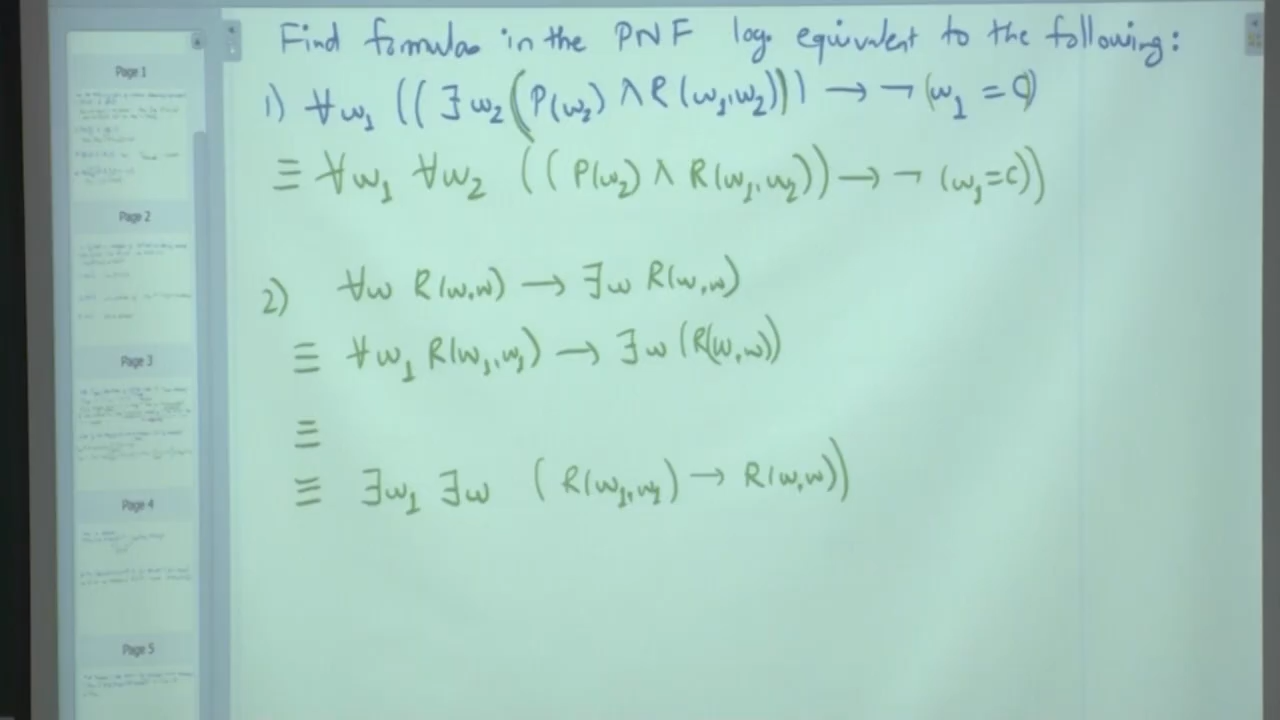 Find formulas in the PNF log. equivalent to the following:
1) ∀w₁ ((∃w₂(P(w₂) ∧ R(w₁,w₂))) → ¬(w₁ = C)
≡ ∀w₁ ∀w₂ ((P(w₂) ∧ R(w₁,w₂)) → ¬ (w₁=C))
2) ∀w R(w,w) → ∃w R(w,w)
≡ ∀w₁ R(w₁,w₁) → ∃w (R(w,w))
≡
≡ ∃w₁ ∃w (R(w₁,w₁) → R(w,w))
Page 1
Page 2
Page 3
Page 4
Page 5